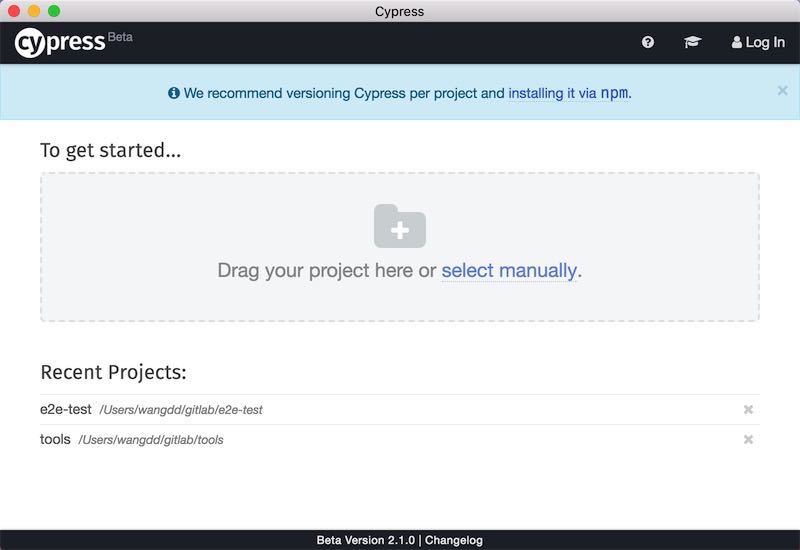 Cypress
cypress Beta
Log In
We recommend versioning Cypress per project and installing it via npm.
To get started...
Drag your project here or select manually.
Recent Projects:
e2e-test /Users/wangdd/gitlab/e2e-test
tools /Users/wangdd/gitlab/tools
Beta Version 2.1.0 | Changelog